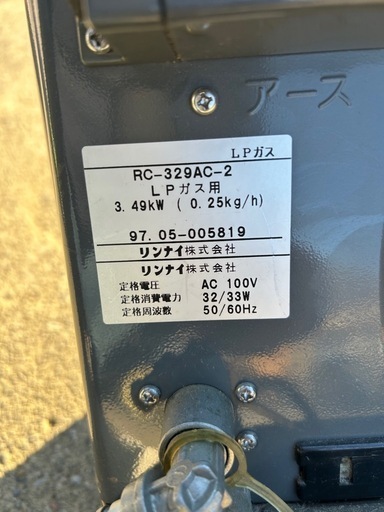 アース
LPガス
RC-329AC-2
LPガス用
3.49kW ( 0.25kg/h)
97.05-005819
リンナイ株式会社
リンナイ株式会社
定格電圧 AC 100V
定格消費電力 32/33W
定格周波数 50/60Hz